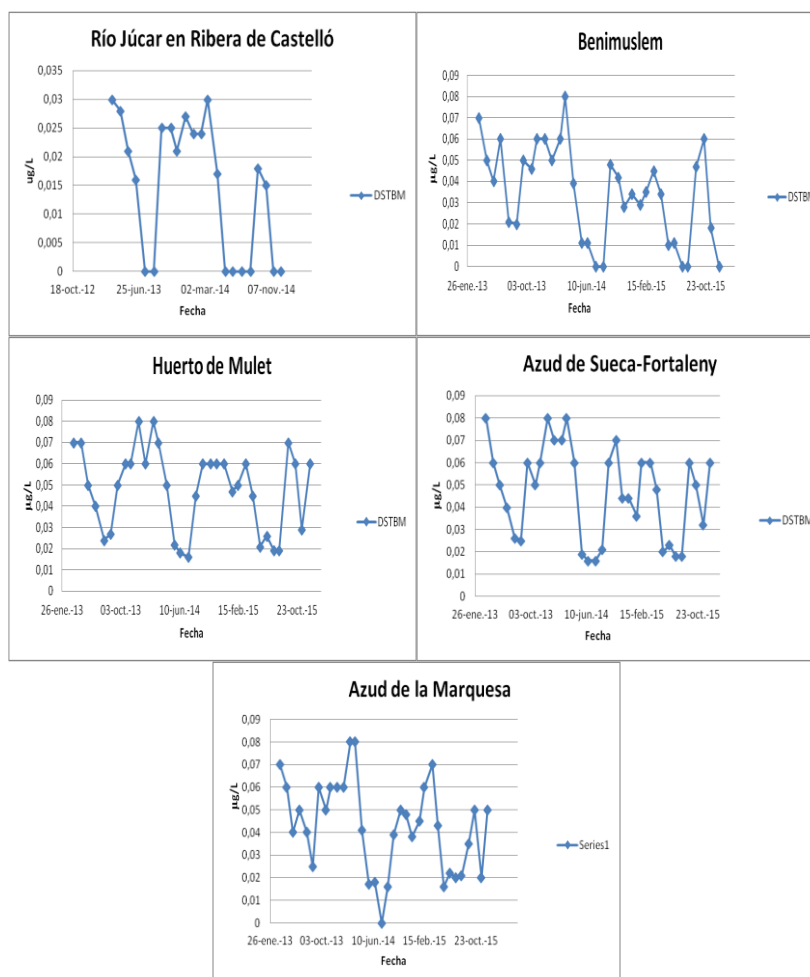 Río Júcar en Ribera de Castelló
0,035
0,03
0,025
0,02
0,015
0,01
0,005
0
ug/L
18-oct.-12 25-jun.-13 02-mar.-14 07-nov.-14
Fecha
DSTBM
Benimuslem
0,09
0,08
0,07
0,06
0,05
0,04
0,03
0,02
0,01
0
µg/L
26-ene.-13 03-oct.-13 10-jun.-14 15-feb.-15 23-oct.-15
Fecha
DSTBM
Huerto de Mulet
0,09
0,08
0,07
0,06
0,05
0,04
0,03
0,02
0,01
0
µg/L
26-ene.-13 03-oct.-13 10-jun.-14 15-feb.-15 23-oct.-15
Fecha
DSTBM
Azud de Sueca-Fortaleny
0,09
0,08
0,07
0,06
0,05
0,04
0,03
0,02
0,01
0
µg/L
26-ene.-13 03-oct.-13 10-jun.-14 15-feb.-15 23-oct.-15
Fecha
DSTBM
Azud de la Marquesa
0,09
0,08
0,07
0,06
0,05
0,04
0,03
0,02
0,01
0
µg/L
26-ene.-13 03-oct.-13 10-jun.-14 15-feb.-15 23-oct.-15
Fecha
Series1